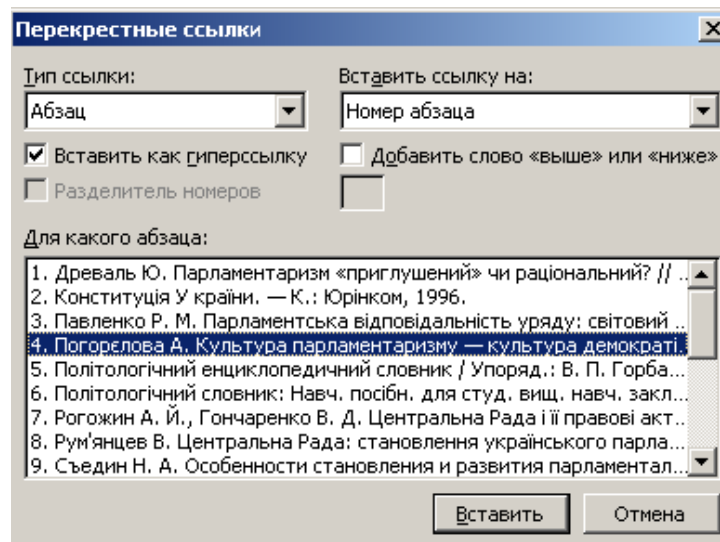 Перекрестные ссылки
Тип ссылки: Вставить ссылку на:
Абзац Номер абзаца
Вставить как гиперссылку Добавить слово «выше» или «ниже»
Разделитель номеров
Для какого абзаца:
1. Древаль Ю. Парламентаризм «приглушений» чи раціональний? // ...
2. Конституція У країни. — К.: Юрінком, 1996.
3. Павленко Р. М. Парламентська відповідальність уряду: світовий ...
4. Погорєлова А. Культура парламентаризму — культура демократі...
5. Політологічний енциклопедичний словник / Упоряд.: В. П. Горба...
6. Політологічний словник: Навч. посібн. для студ. вищ. навч. закл...
7. Рогожин А. Й., Гончаренко В. Д. Центральна Рада і її правові акт...
8. Рум'янцев В. Центральна Рада: становлення українського парла...
9. Съедин Н. А. Особенности становления и развития парламентал...
Вставить Отмена